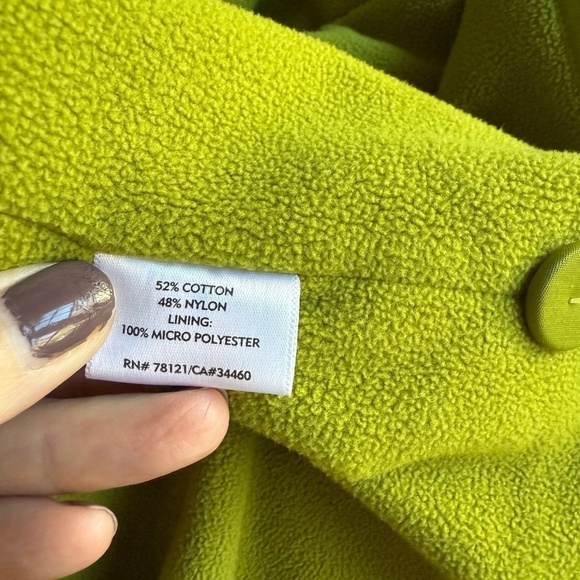 52% COTTON
48% NYLON
LINING:
100% MICRO POLYESTER
RN# 78121/CA#34460